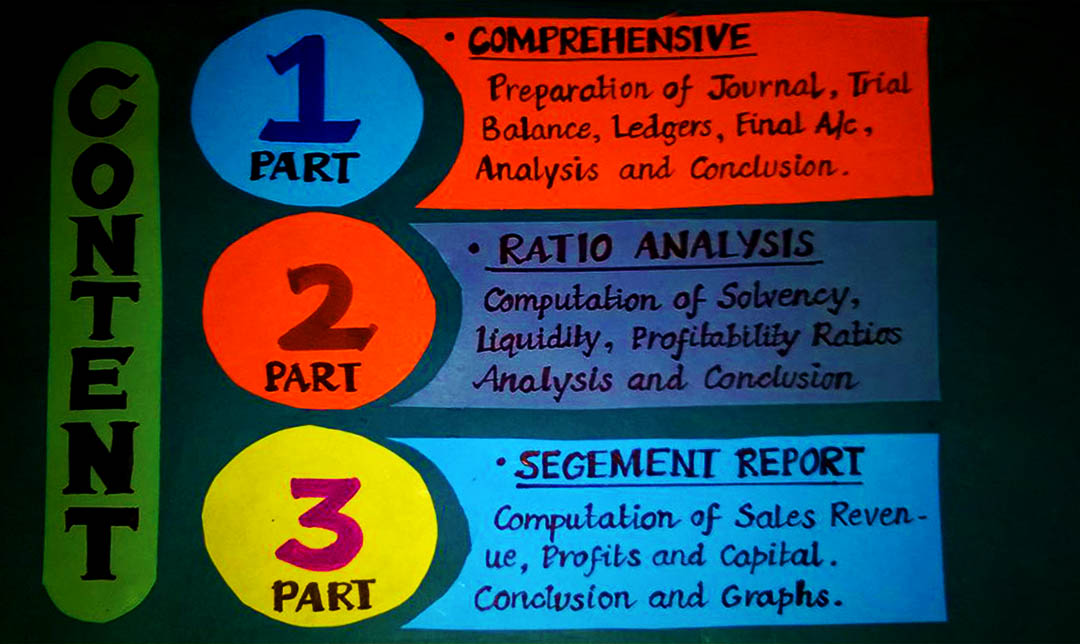 CONTENT
1
PART
• COMPREHENSIVE
Preparation of Journal, Trial
Balance, Ledgers, Final A/c,
Analysis and Conclusion.
2
PART
• RATIO ANALYSIS
Computation of Solvency,
Liquidity, Profitability Ratios
Analysis and Conclusion
3
PART
• SEGEMENT REPORT
Computation of Sales Reven-
ue, Profits and Capital.
Conclusion and Graphs.